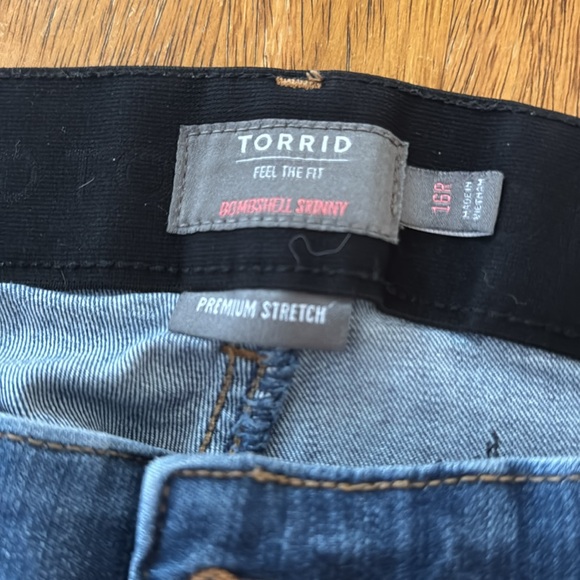 TORRID
FEEL THE FIT
BOMBSHELL SKINNY
16R
MADE IN
VIETNAM
PREMIUM STRETCH